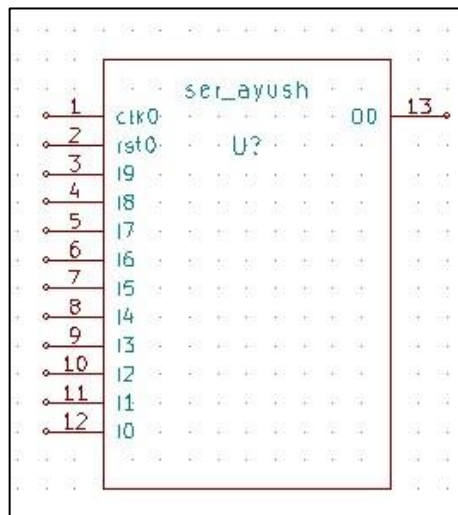 ser_ayush
1 clk0 O0 13
2 rst0 U?
3 I9
4 I8
5 I7
6 I6
7 I5
8 I4
9 I3
10 I2
11 I1
12 I0